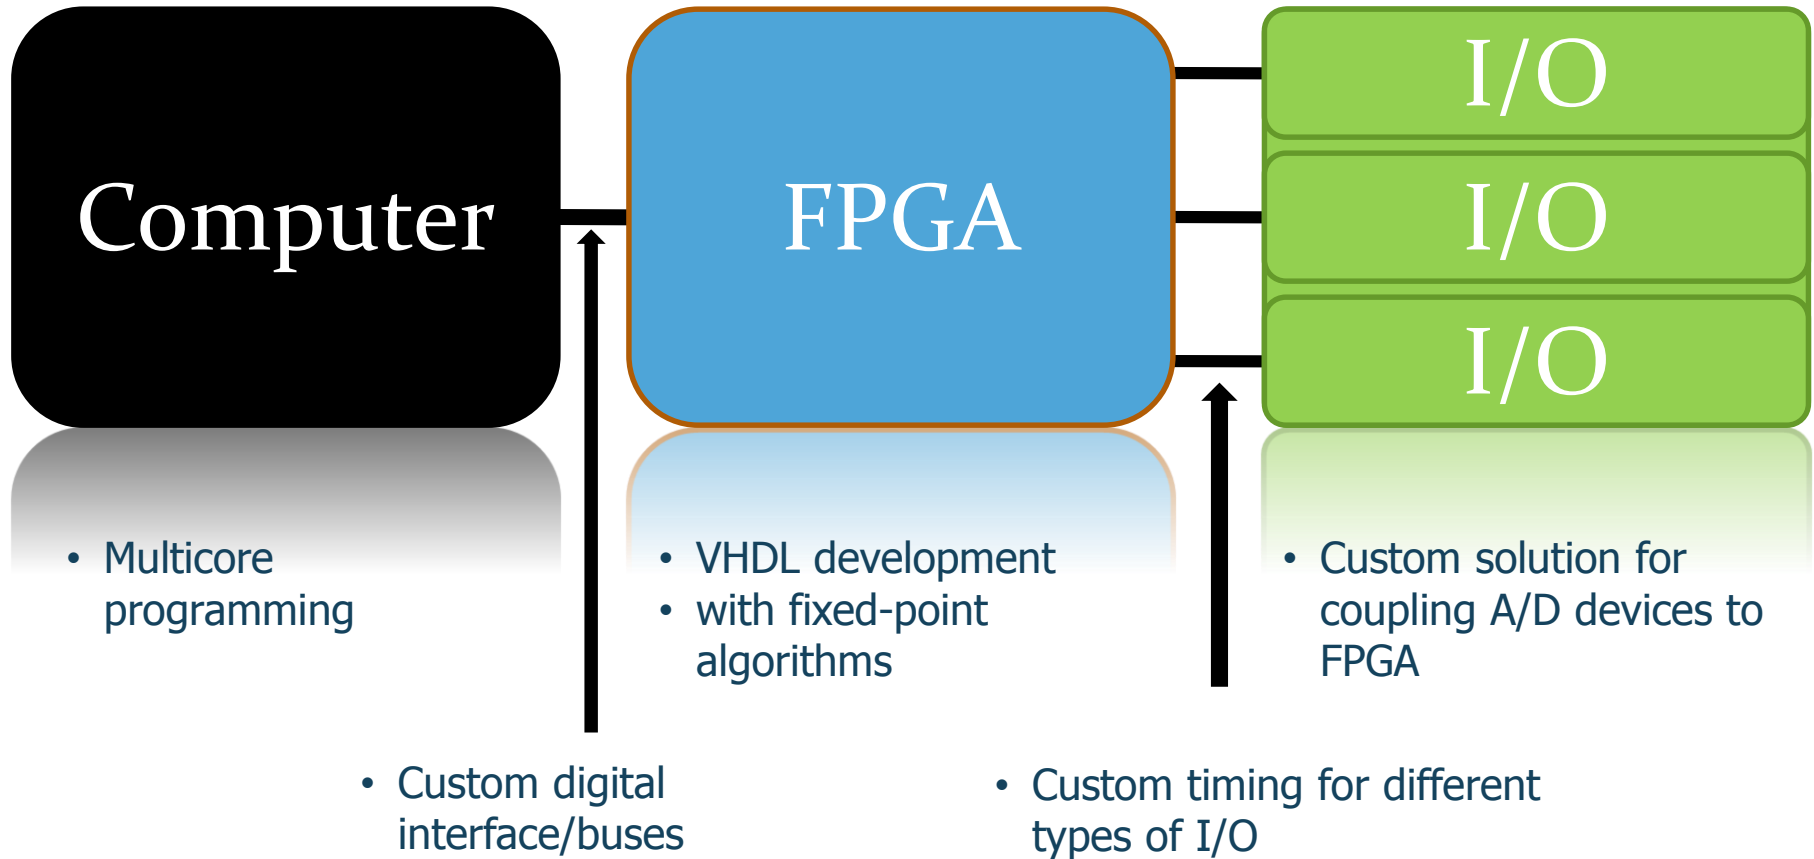 Computer
FPGA
I/O
I/O
I/O
• Multicore
programming
• VHDL development
• with fixed-point
algorithms
• Custom solution for
coupling A/D devices to
FPGA
• Custom digital
interface/buses
• Custom timing for different
types of I/O